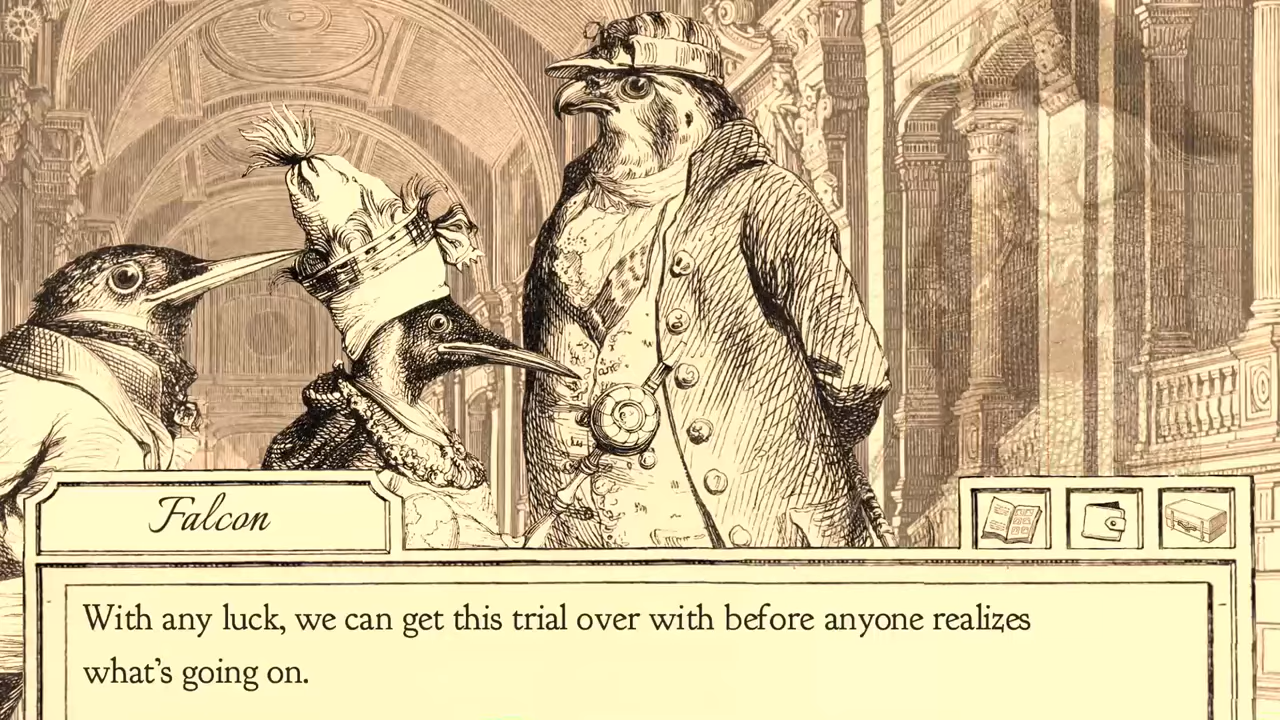 Falcon
With any luck, we can get this trial over with before anyone realizes
what's going on.